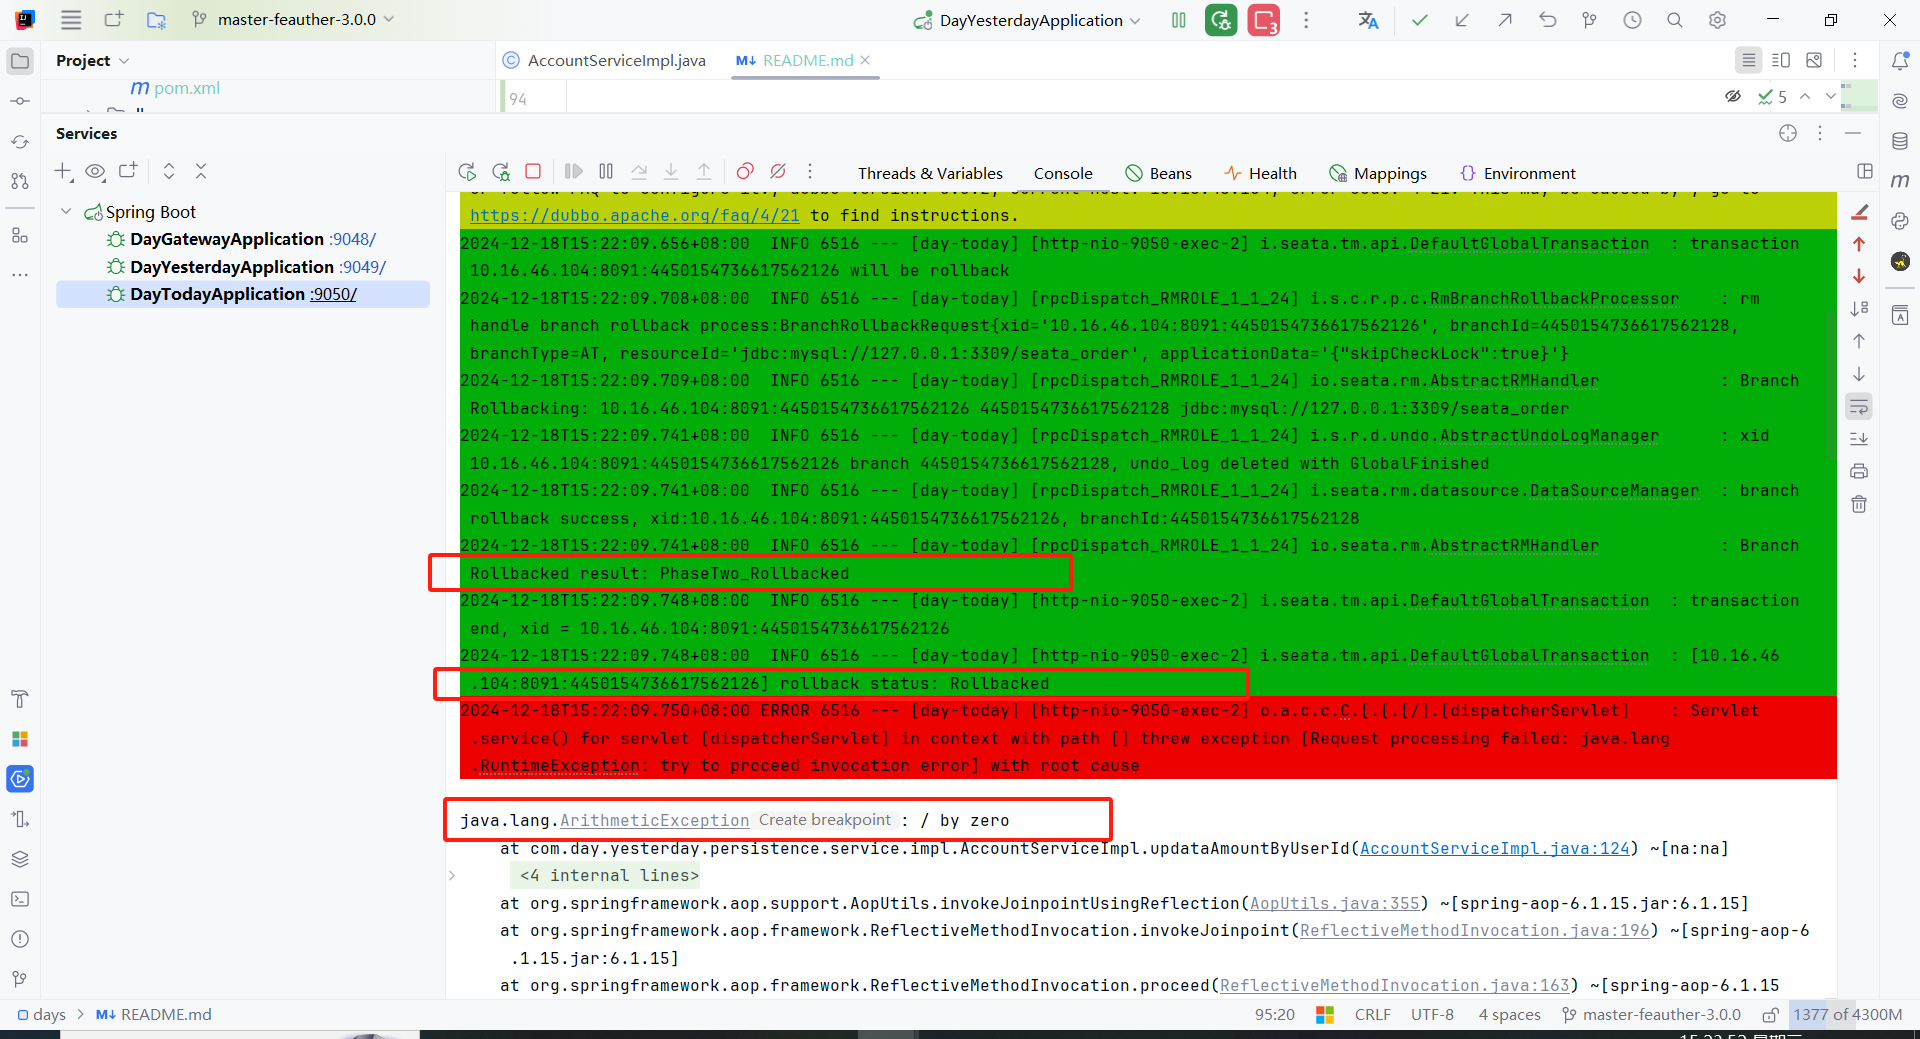 master-feauther-3.0.0
DayYesterdayApplication
3
Project
AccountServiceImpl.java
M↓ README.md
m pom.xml
94
5
Services
Threads & Variables
Console
Beans
Health
Mappings
Environment
Spring Boot
DayGatewayApplication :9048/
DayYesterdayApplication :9049/
DayTodayApplication :9050/
https://dubbo.apache.org/faq/4/21 to find instructions.
2024-12-18T15:22:09.656+08:00  INFO 6516 --- [day-today] [http-nio-9050-exec-2] i.seata.tm.api.DefaultGlobalTransaction  : transaction
10.16.46.104:8091:4450154736617562126 will be rollback
2024-12-18T15:22:09.708+08:00  INFO 6516 --- [day-today] [rpcDispatch_RMROLE_1_1_24] i.s.c.r.p.c.RmBranchRollbackProcessor    : rm
handle branch rollback process:BranchRollbackRequest{xid='10.16.46.104:8091:4450154736617562126', branchId=4450154736617562128,
branchType=AT, resourceId='jdbc:mysql://127.0.0.1:3309/seata_order', applicationData='{"skipCheckLock":true}'}
2024-12-18T15:22:09.709+08:00  INFO 6516 --- [day-today] [rpcDispatch_RMROLE_1_1_24] io.seata.rm.AbstractRMHandler            : Branch
Rollbacking: 10.16.46.104:8091:4450154736617562126 4450154736617562128 jdbc:mysql://127.0.0.1:3309/seata_order
2024-12-18T15:22:09.741+08:00  INFO 6516 --- [day-today] [rpcDispatch_RMROLE_1_1_24] i.s.r.d.undo.AbstractUndoLogManager      : xid
10.16.46.104:8091:4450154736617562126 branch 4450154736617562128, undo_log deleted with GlobalFinished
2024-12-18T15:22:09.741+08:00  INFO 6516 --- [day-today] [rpcDispatch_RMROLE_1_1_24] i.seata.rm.datasource.DataSourceManager  : branch
rollback success, xid:10.16.46.104:8091:4450154736617562126, branchId:4450154736617562128
2024-12-18T15:22:09.741+08:00  INFO 6516 --- [day-today] [rpcDispatch_RMROLE_1_1_24] io.seata.rm.AbstractRMHandler            : Branch
Rollbacked result: PhaseTwo_Rollbacked
2024-12-18T15:22:09.748+08:00  INFO 6516 --- [day-today] [http-nio-9050-exec-2] i.seata.tm.api.DefaultGlobalTransaction  : transaction
end, xid = 10.16.46.104:8091:4450154736617562126
2024-12-18T15:22:09.748+08:00  INFO 6516 --- [day-today] [http-nio-9050-exec-2] i.seata.tm.api.DefaultGlobalTransaction  : [10.16.46
.104:8091:4450154736617562126] rollback status: Rollbacked
2024-12-18T15:22:09.750+08:00 ERROR 6516 --- [day-today] [http-nio-9050-exec-2] o.a.c.c.C.[.[.[/].[dispatcherServlet]    : Servlet
.service() for servlet [dispatcherServlet] in context with path [] threw exception [Request processing failed: java.lang
.RuntimeException: try to proceed invocation error] with root cause
java.lang.ArithmeticException Create breakpoint : / by zero
at com.day.yesterday.persistence.service.impl.AccountServiceImpl.updataAmountByUserId(AccountServiceImpl.java:124) ~[na:na]
<4 internal lines>
at org.springframework.aop.support.AopUtils.invokeJoinpointUsingReflection(AopUtils.java:355) ~[spring-aop-6.1.15.jar:6.1.15]
at org.springframework.aop.framework.ReflectiveMethodInvocation.invokeJoinpoint(ReflectiveMethodInvocation.java:196) ~[spring-aop-6
.1.15.jar:6.1.15]
at org.springframework.aop.framework.ReflectiveMethodInvocation.proceed(ReflectiveMethodInvocation.java:163) ~[spring-aop-6.1.15
days > M↓ README.md
95:20
CRLF
UTF-8
4 spaces
master-feauther-3.0.0
1377 of 4300M